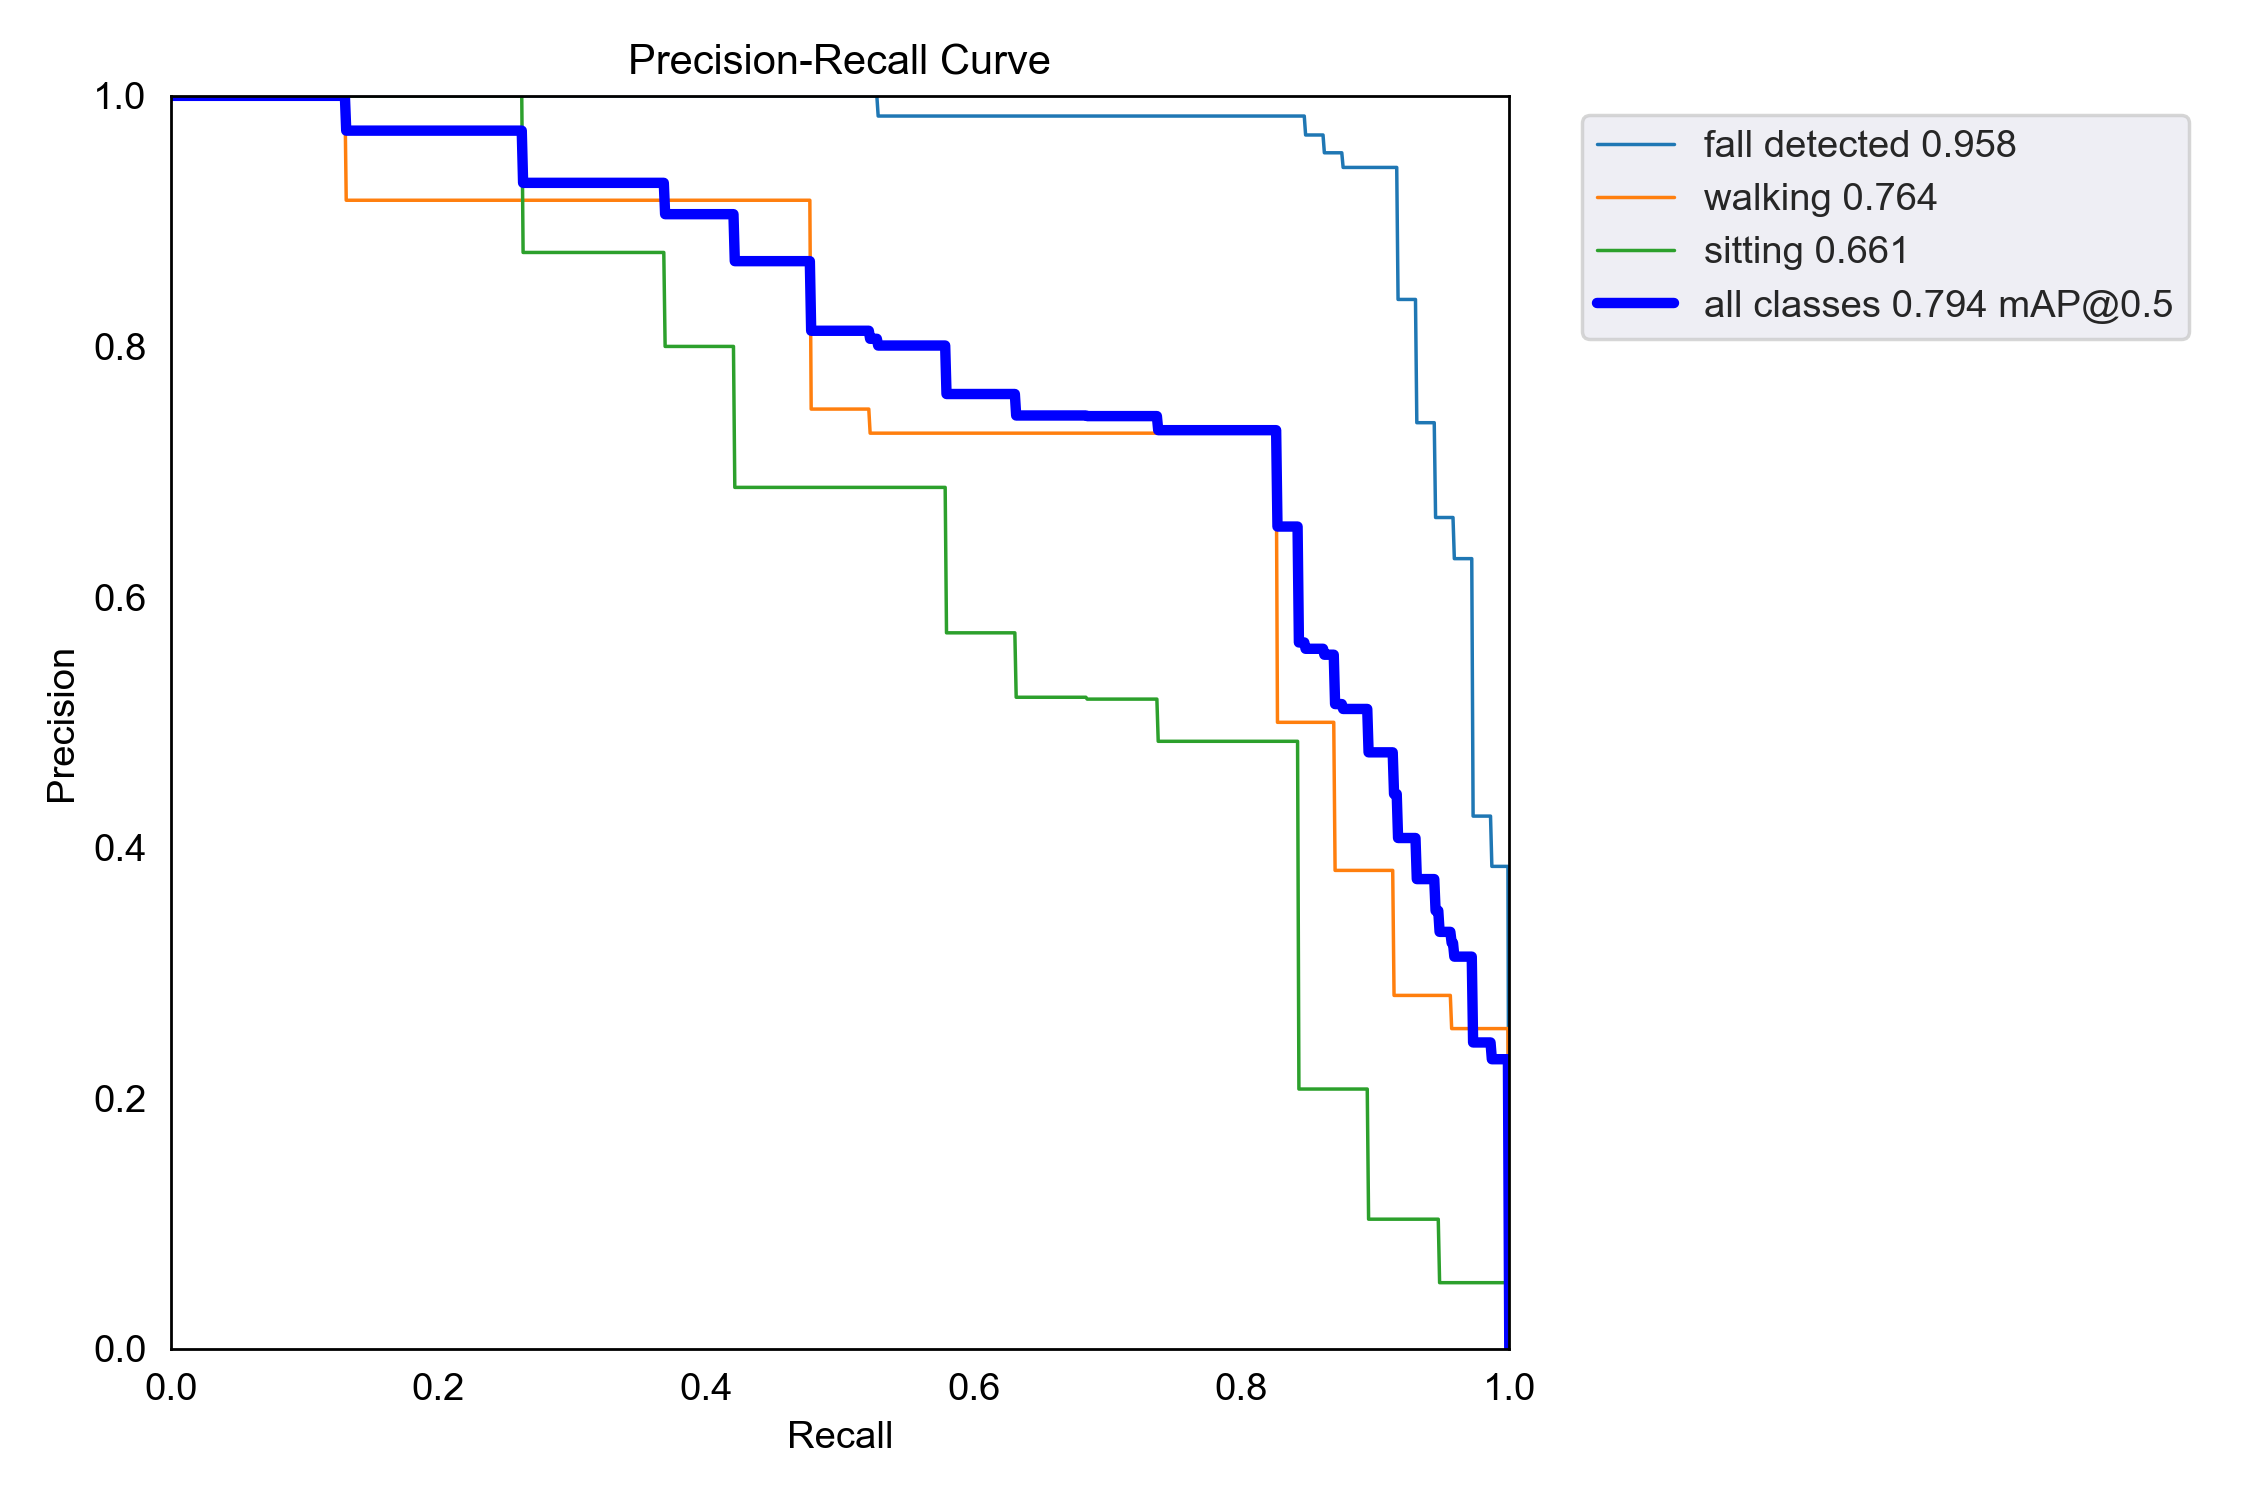 Precision-Recall Curve
1.0
0.8
0.6
0.4
0.2
0.0
Precision
0.0 0.2 0.4 0.6 0.8 1.0
Recall
fall detected 0.958
walking 0.764
sitting 0.661
all classes 0.794 mAP@0.5